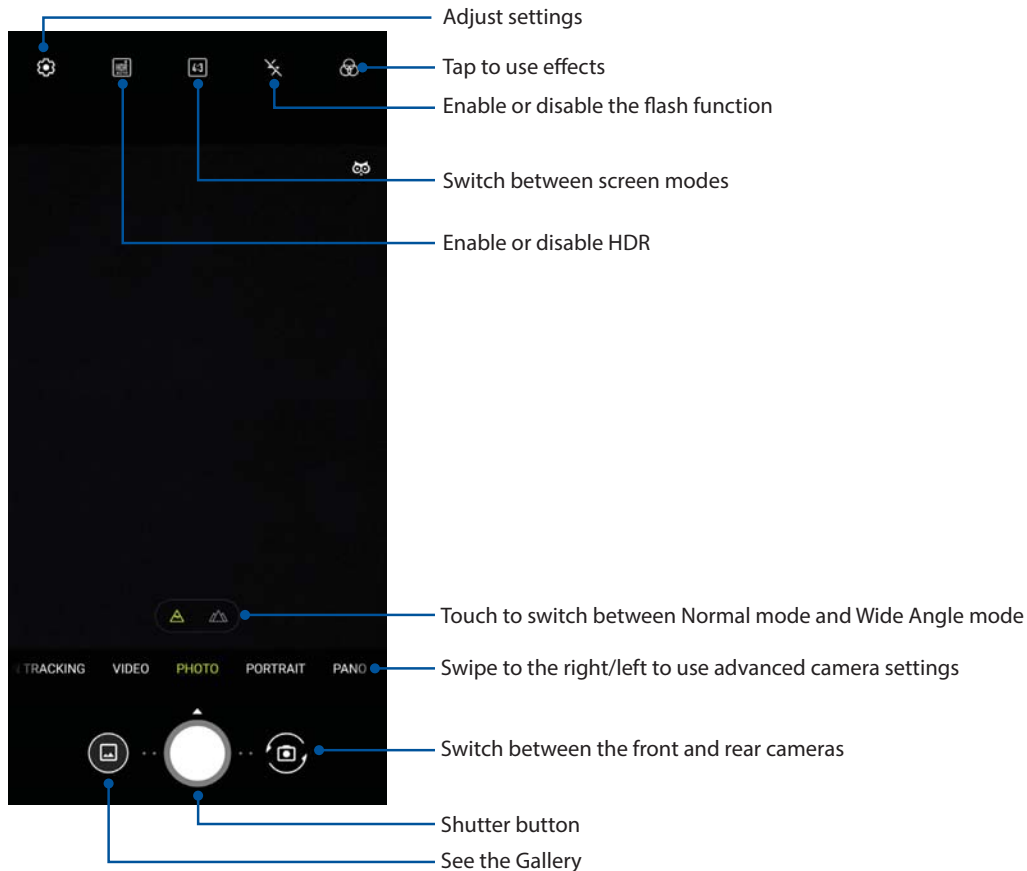 Adjust settings
Tap to use effects
4:3
Enable or disable the flash function
Switch between screen modes
Enable or disable HDR
Touch to switch between Normal mode and Wide Angle mode
TRACKING VIDEO PHOTO PORTRAIT PANO
Swipe to the right/left to use advanced camera settings
Switch between the front and rear cameras
Shutter button
See the Gallery